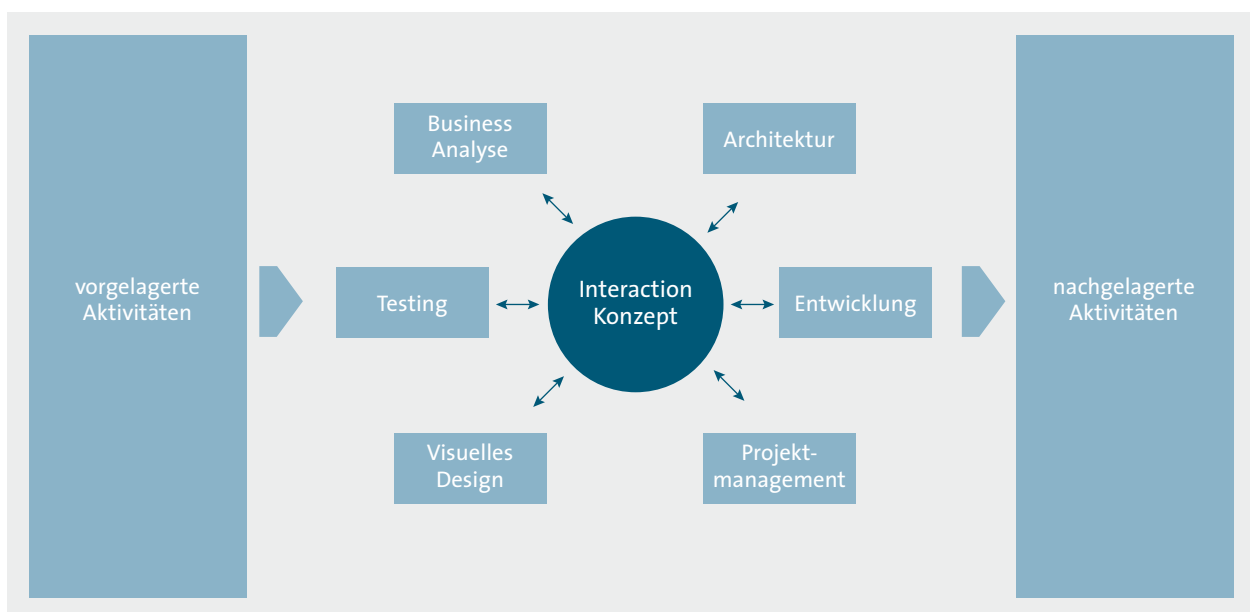 vorgelagerte
Aktivitäten
Business
Analyse
Architektur
Testing
Interaction
Konzept
Entwicklung
Visuelles
Design
Projekt-
management
nachgelagerte
Aktivitäten